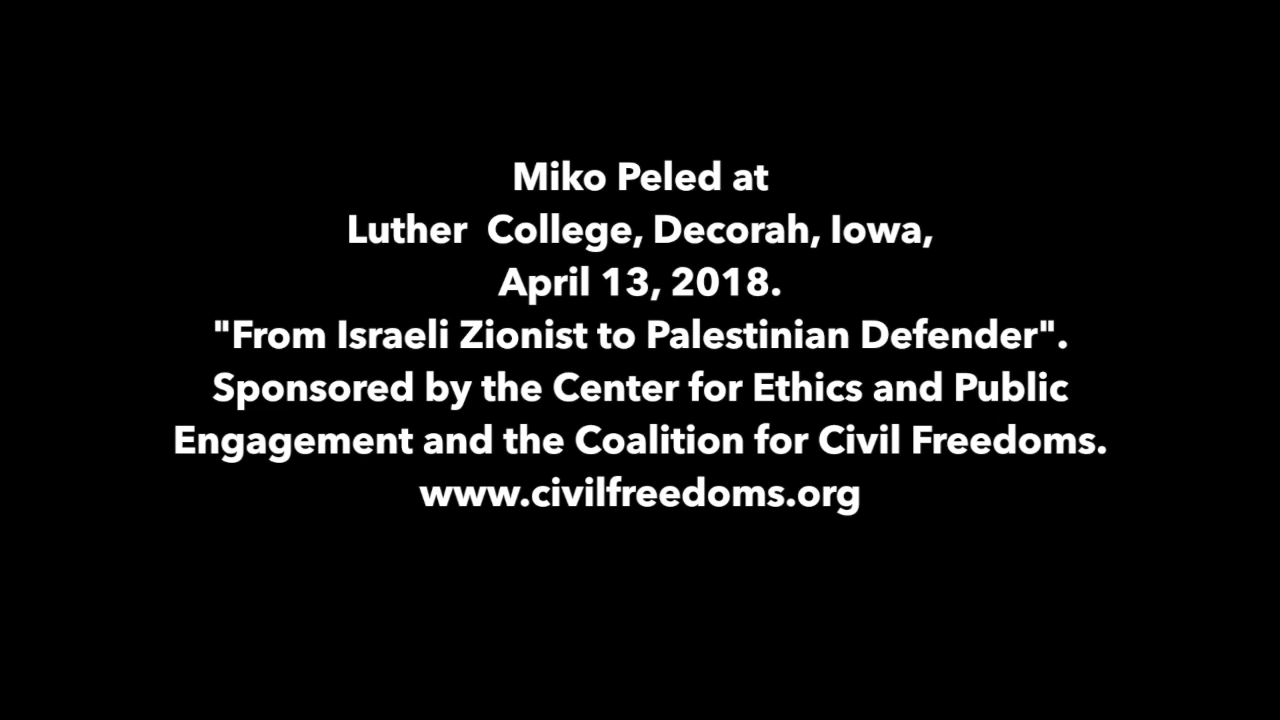 Miko Peled at
Luther  College, Decorah, Iowa,
April 13, 2018.
"From Israeli Zionist to Palestinian Defender".
Sponsored by the Center for Ethics and Public
Engagement and the Coalition for Civil Freedoms.
www.civilfreedoms.org